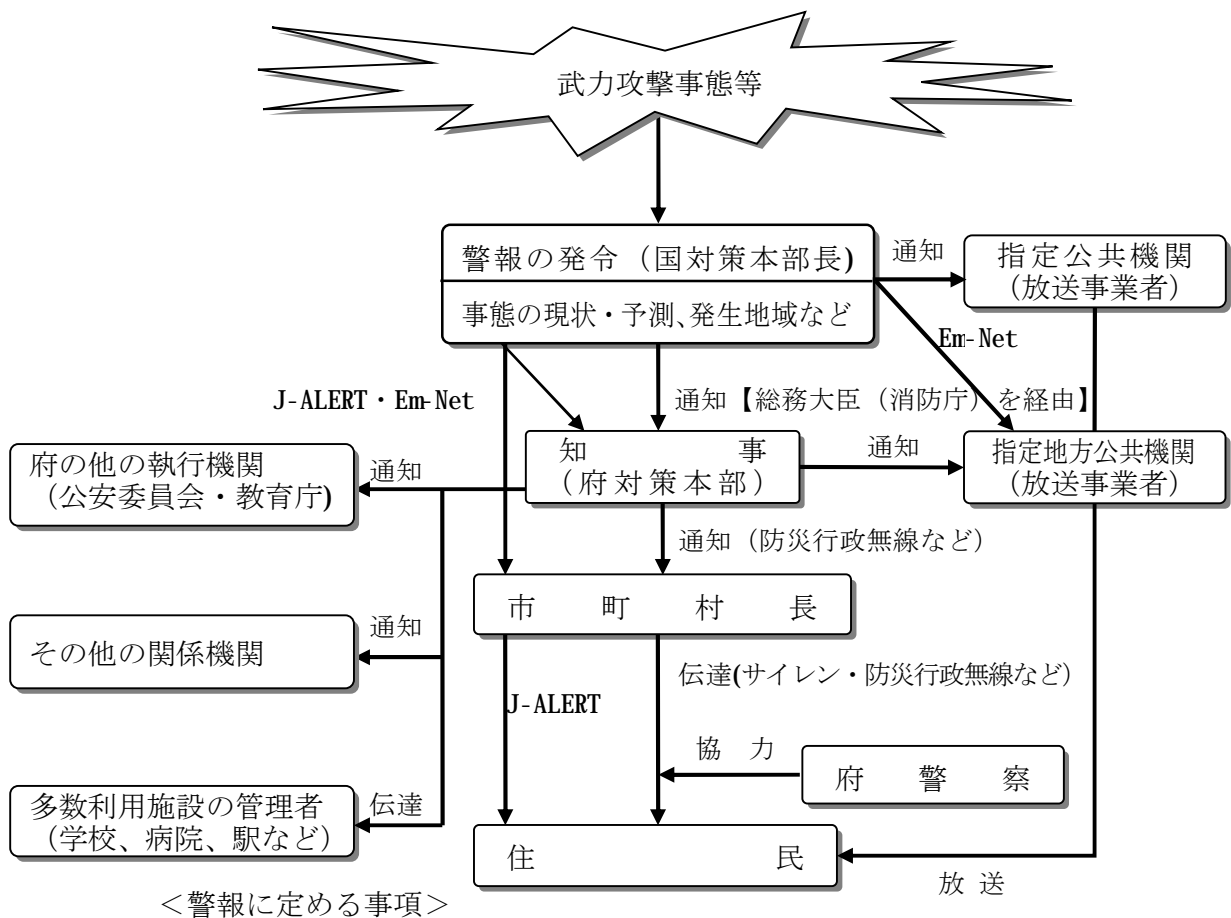 武力攻撃事態等
警報の発令（国対策本部長)
事態の現状・予測、発生地域など
通知
指定公共機関
(放送事業者）
Em-Net
J-ALERT・Em-Net
通知【総務大臣（消防庁）を経由】
府の他の執行機関
（公安委員会・教育庁)
通知
知　　事
（府対策本部）
通知
指定地方公共機関
(放送事業者）
通知（防災行政無線など）
市　町　村　長
その他の関係機関
通知
伝達(サイレン・防災行政無線など）
J-ALERT
協　力
府　警　察
多数利用施設の管理者
（学校、病院、駅など）
伝達
住　　　民
放 送
＜警報に定める事項＞